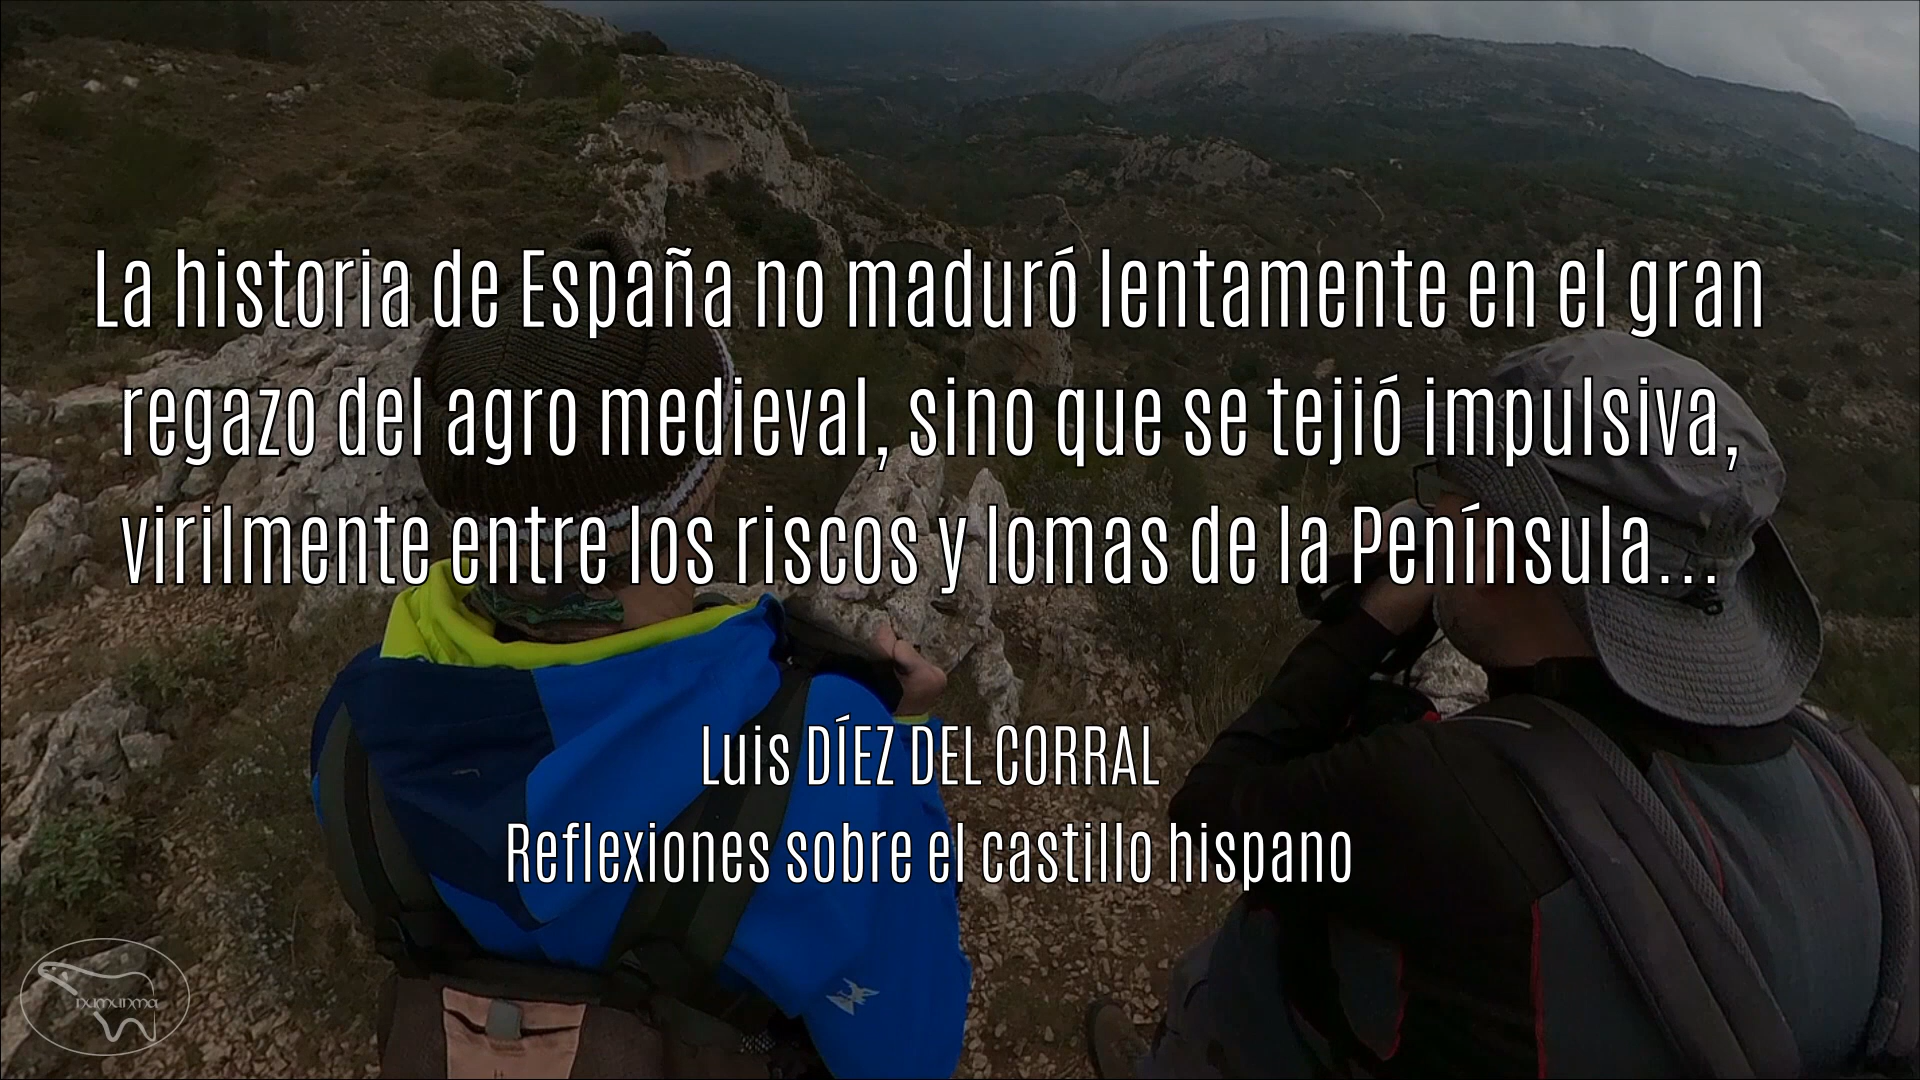 La historia de España no maduró lentamente en el gran
regazo del agro medieval, sino que se tejió impulsiva,
virilmente entre los riscos y lomas de la Península...
Luis DÍEZ DEL CORRAL
Reflexiones sobre el castillo hispano